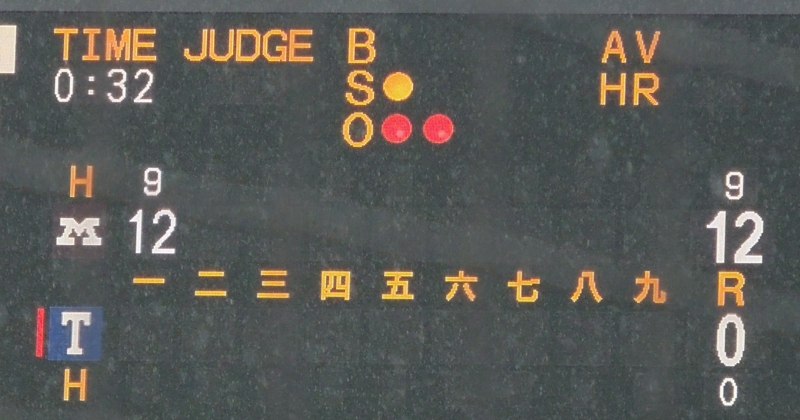 TIME JUDGE B AV
0:32 S HR
O
H 9 9
M 12 12
一 二 三 四 五 六 七 八 九 R
T 0
H 0